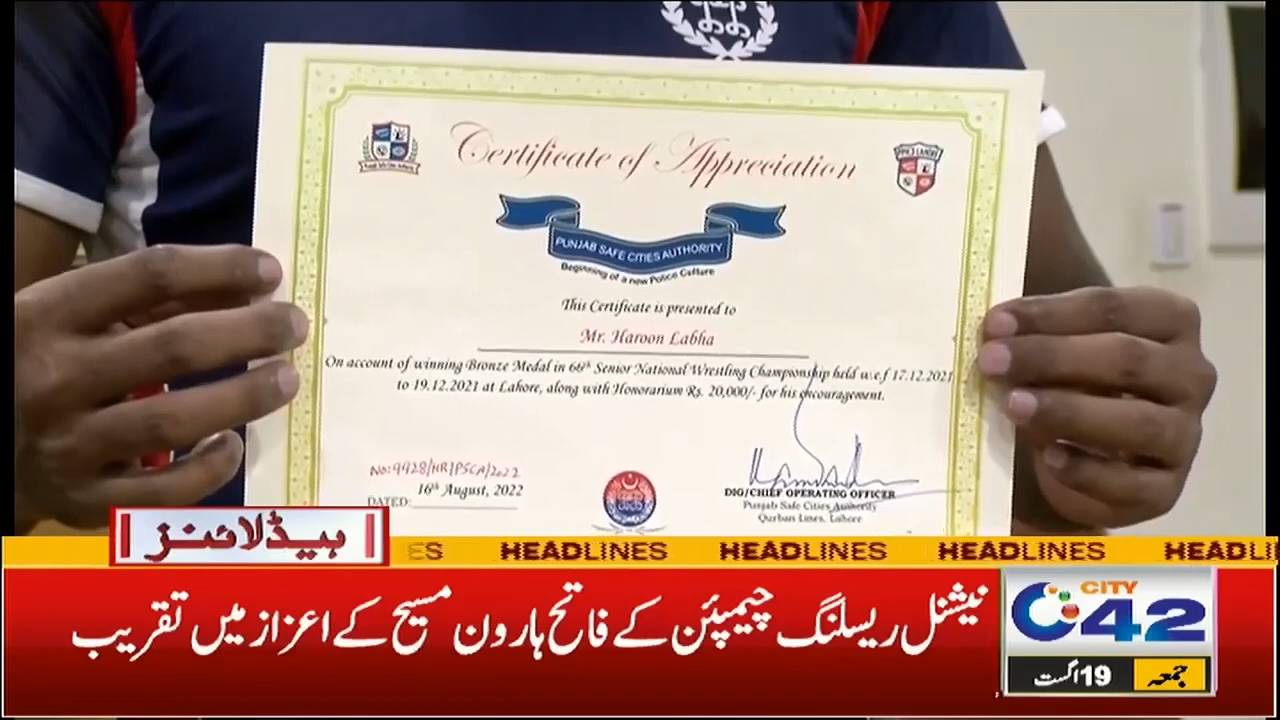 Certificate of Appreciation
PPIC3 LAHORE
PUNJAB SAFE CITIES AUTHORITY
Beginning of a new Police Culture
This Certificate is presented to
Mr. Haroon Labha
On account of winning Bronze Medal in 66th Senior National Wrestling Championship held w.e.f 17.12.2021
to 19.12.2021 at Lahore, along with Honorarium Rs. 20,000/- for his encouragement.
No:9928/HR/PSCA/2022
16th August, 2022
DATED:
DIG/CHIEF OPERATING OFFICER
Punjab Safe Cities Authority
Qurban Lines, Lahore
ہیڈلائنز
ES HEADLINES HEADLINES HEADLINES HEADLI
نیشنل ریسلنگ چیمپئن کے فاتح ہارون مسیح کے اعزاز میں تقریب
CITY
42
جمعہ 19 اگست